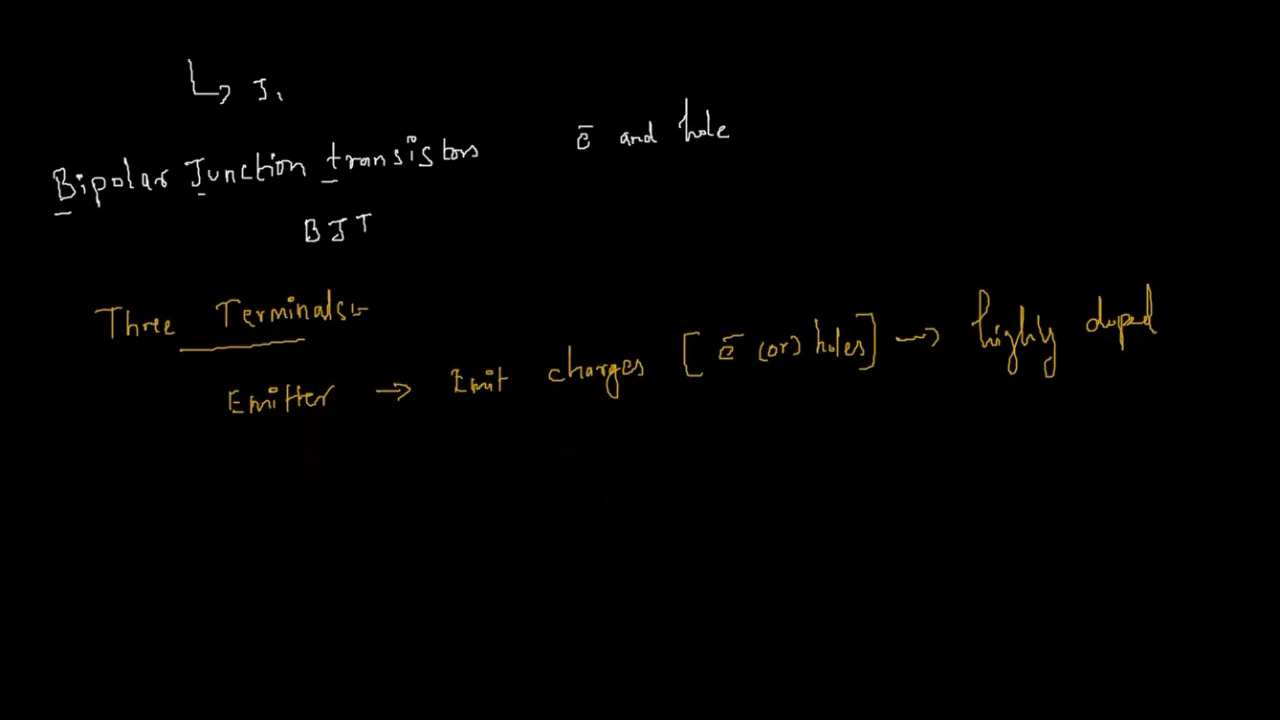 ↳ J.
Bipolar Junction transistors ē and hole
BJT
Three Terminals:-
Emitter → Emit charges [ē (or) holes] → highly doped